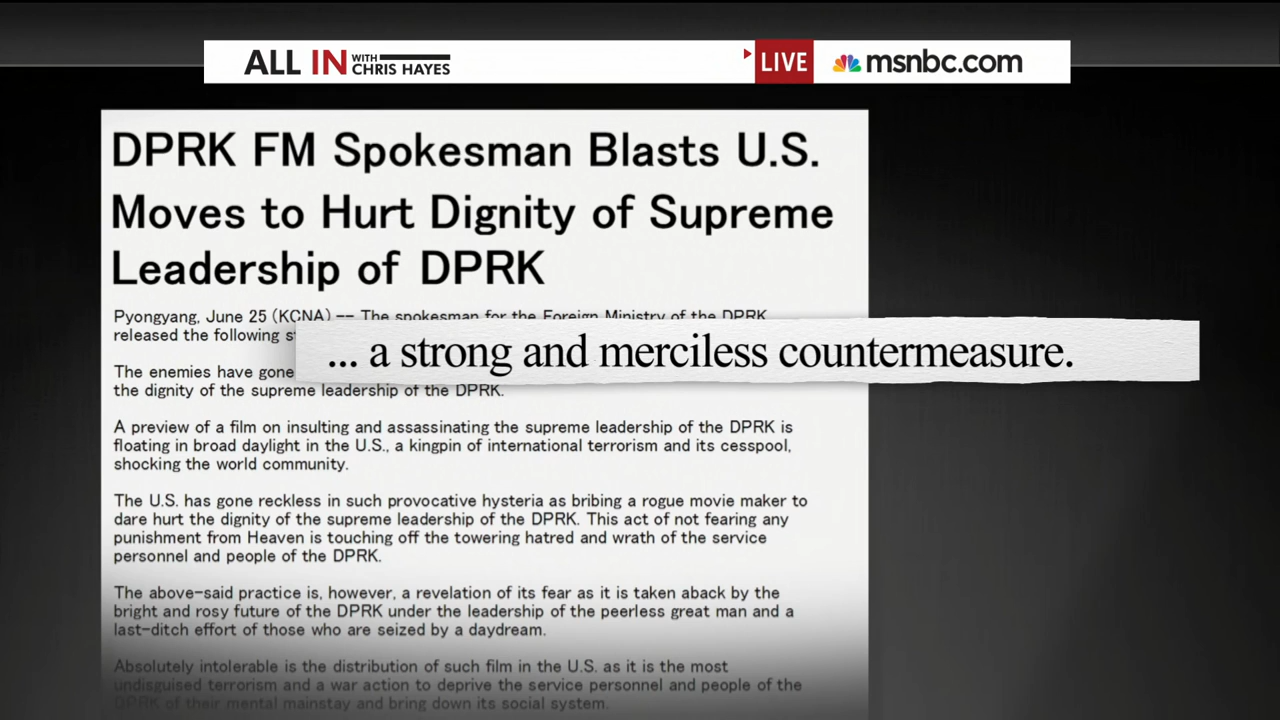 ALL IN WITH CHRIS HAYES
LIVE
msnbc.com
DPRK FM Spokesman Blasts U.S.
Moves to Hurt Dignity of Supreme
Leadership of DPRK
Pyongyang, June 25 (KCNA) -- The spokesman for the Foreign Ministry of the DPRK
released the following
... a strong and merciless countermeasure.
The enemies have gone
the dignity of the supreme leadership of the DPRK.
A preview of a film on insulting and assassinating the supreme leadership of the DPRK is
floating in broad daylight in the U.S., a kingpin of international terrorism and its cesspool,
shocking the world community.
The U.S. has gone reckless in such provocative hysteria as bribing a rogue movie maker to
dare hurt the dignity of the supreme leadership of the DPRK. This act of not fearing any
punishment from Heaven is touching off the towering hatred and wrath of the service
personnel and people of the DPRK.
The above-said practice is, however, a revelation of its fear as it is taken aback by the
bright and rosy future of the DPRK under the leadership of the peerless great man and a
last-ditch effort of those who are seized by a daydream.
Absolutely intolerable is the distribution of such film in the U.S. as it is the most
undisguised terrorism and a war action to deprive the service personnel and people of the
DPRK of their mental mainstay and bring down its social system.